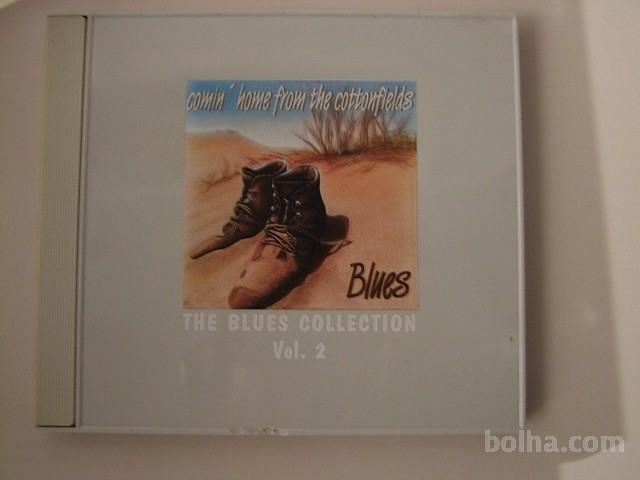 comin´ home from the cottonfields
Blues
THE BLUES COLLECTION
Vol. 2
bolha.com